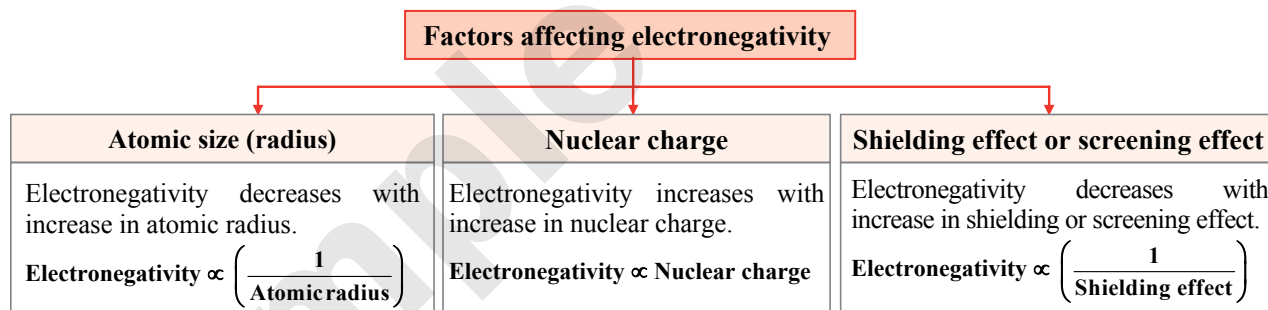 Factors affecting electronegativity
Atomic size (radius)
Electronegativity decreases with
increase in atomic radius.
Electronegativity ∝ (1 / Atomic radius)
Nuclear charge
Electronegativity increases with
increase in nuclear charge.
Electronegativity ∝ Nuclear charge
Shielding effect or screening effect
Electronegativity decreases with
increase in shielding or screening effect.
Electronegativity ∝ (1 / Shielding effect)